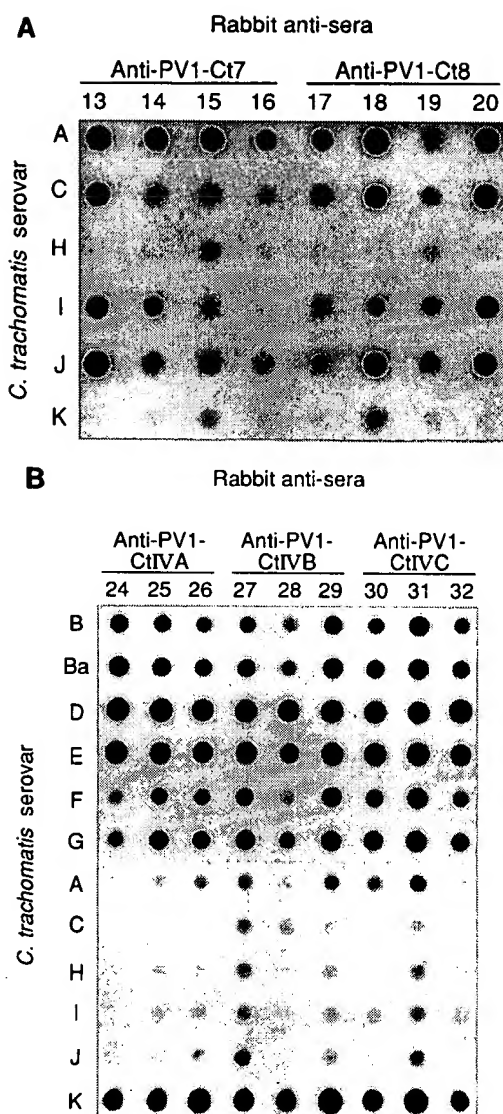 A
Rabbit anti-sera
Anti-PV1-Ct7 Anti-PV1-Ct8
13 14 15 16 17 18 19 20
C. trachomatis serovar
A
C
H
I
J
K
B
Rabbit anti-sera
Anti-PV1-CtIVA Anti-PV1-CtIVB Anti-PV1-CtIVC
24 25 26 27 28 29 30 31 32
C. trachomatis serovar
B
Ba
D
E
F
G
A
C
H
I
J
K